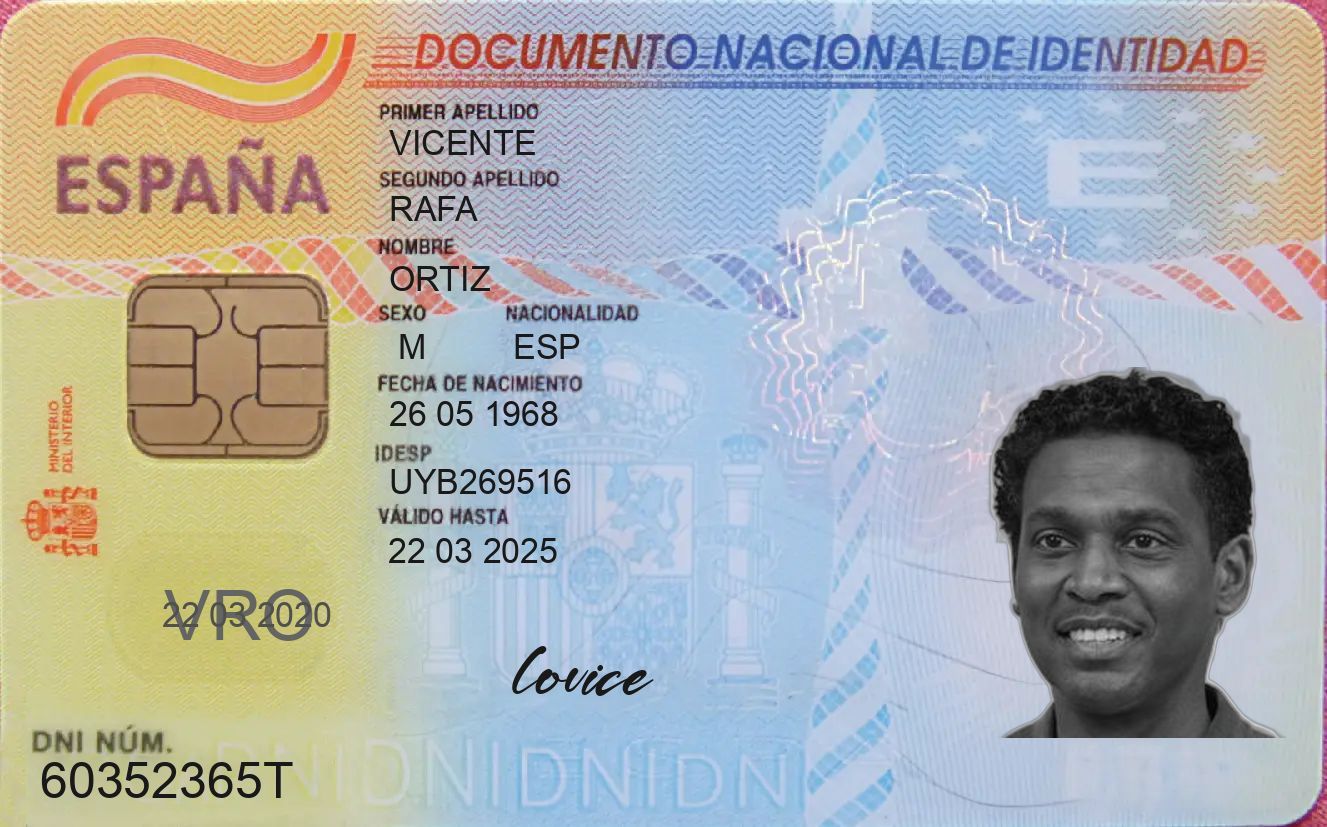 DOCUMENTO NACIONAL DE IDENTIDAD
ESPAÑA
PRIMER APELLIDO
VICENTE
SEGUNDO APELLIDO
RAFA
NOMBRE
ORTIZ
SEXO NACIONALIDAD
M ESP
FECHA DE NACIMIENTO
26 05 1968
IDESP
UYB269516
VÁLIDO HASTA
22 03 2025
MINISTERIO
DEL INTERIOR
E
VRO
22 03 2020
Covice
DNI NÚM.
60352365T
DNIDNIDNIDNI